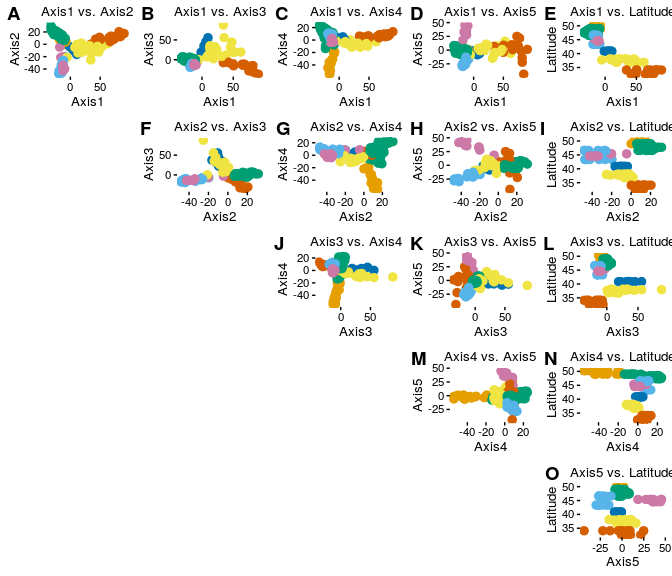 A Axis1 vs. Axis2 B Axis1 vs. Axis3 C Axis1 vs. Axis4 D Axis1 vs. Axis5 E Axis1 vs. Latitude
Axis2 20 0 -20 -40 Axis3 50 0 Axis4 20 0 -20 -40 Axis5 50 25 0 -25 Latitude 50 45 40 35
0 50 0 50 0 50 0 50 0 50
Axis1 Axis1 Axis1 Axis1 Axis1
F Axis2 vs. Axis3 G Axis2 vs. Axis4 H Axis2 vs. Axis5 I Axis2 vs. Latitude
Axis3 50 0 Axis4 20 0 -20 -40 Axis5 50 25 0 -25 Latitude 50 45 40 35
-40 -20 0 20 -40 -20 0 20 -40 -20 0 20 -40 -20 0 20
Axis2 Axis2 Axis2 Axis2
J Axis3 vs. Axis4 K Axis3 vs. Axis5 L Axis3 vs. Latitude
Axis4 20 0 -20 -40 Axis5 50 25 0 -25 Latitude 50 45 40 35
0 50 0 50 0 50
Axis3 Axis3 Axis3
M Axis4 vs. Axis5 N Axis4 vs. Latitude
Axis5 50 25 0 -25 Latitude 50 45 40 35
-40 -20 0 20 -40 -20 0 20
Axis4 Axis4
O Axis5 vs. Latitude
Latitude 50 45 40 35
-25 0 25 50
Axis5